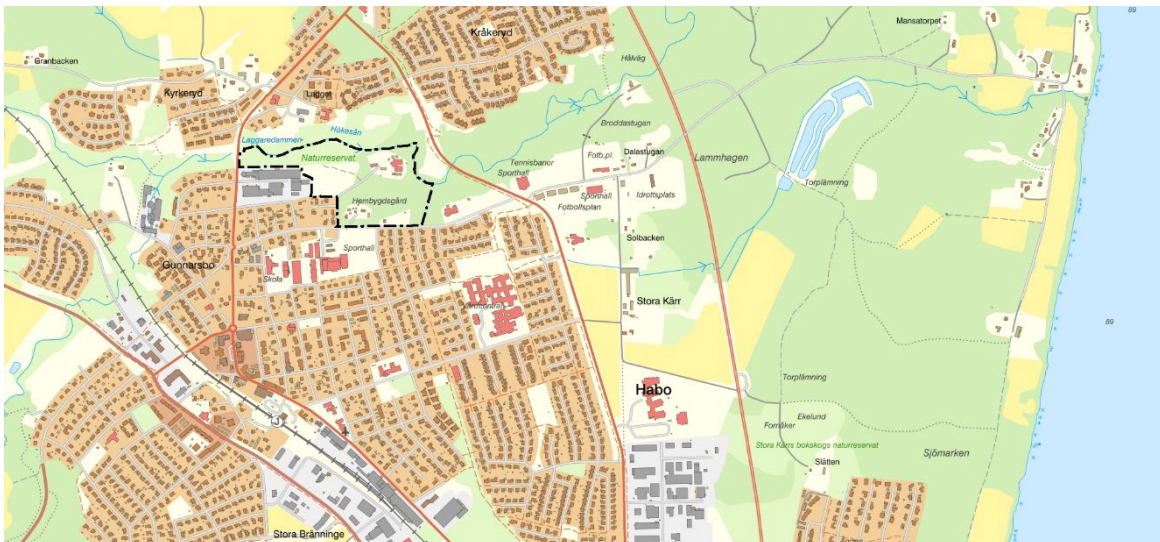 89
Mansatorpet
Kråkeryd
Granbacken
Hålväg
Kyrkeryd
Lagget
Broddastugan
Hökesån
Laggaredammen
Naturreservat
Dalastugan
Fotb.pl.
Lammhagen
Tennisbanor
Sporthall
Torplämning
Sporthall
Idrottsplats
Hembygdsgård
Fotbollsplan
Solbacken
Sporthall
Gunnarsbo
Skola
Stora Kärr
89
Torplämning
Habo
Ekelund
Fornåker
Stora Kärrs bokskogs naturreservat
Sjömarken
Slätten
Stora Bränninge